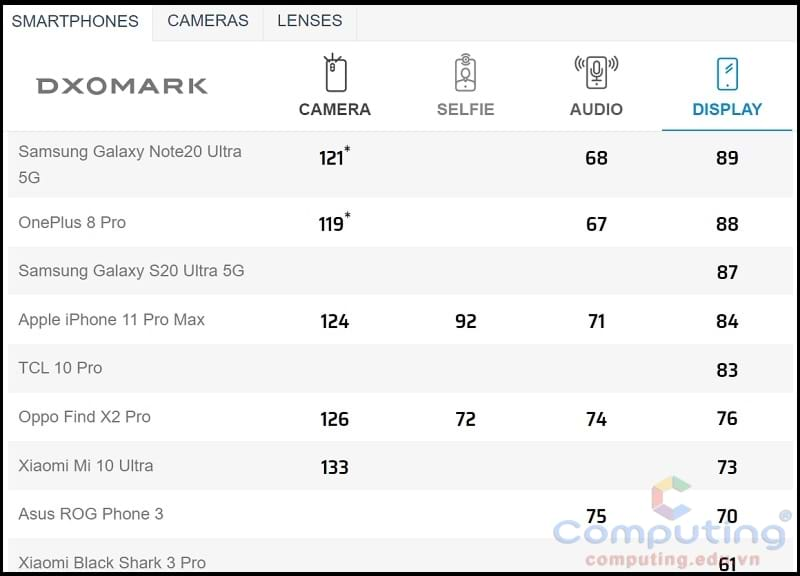 SMARTPHONES CAMERAS LENSES
DXOMARK CAMERA SELFIE AUDIO DISPLAY
Samsung Galaxy Note20 Ultra
5G 121* 68 89
OnePlus 8 Pro 119* 67 88
Samsung Galaxy S20 Ultra 5G 87
Apple iPhone 11 Pro Max 124 92 71 84
TCL 10 Pro 83
Oppo Find X2 Pro 126 72 74 76
Xiaomi Mi 10 Ultra 133 73
Asus ROG Phone 3 75 70
Computing®
Xiaomi Black Shark 3 Pro 61
computing.edu.vn